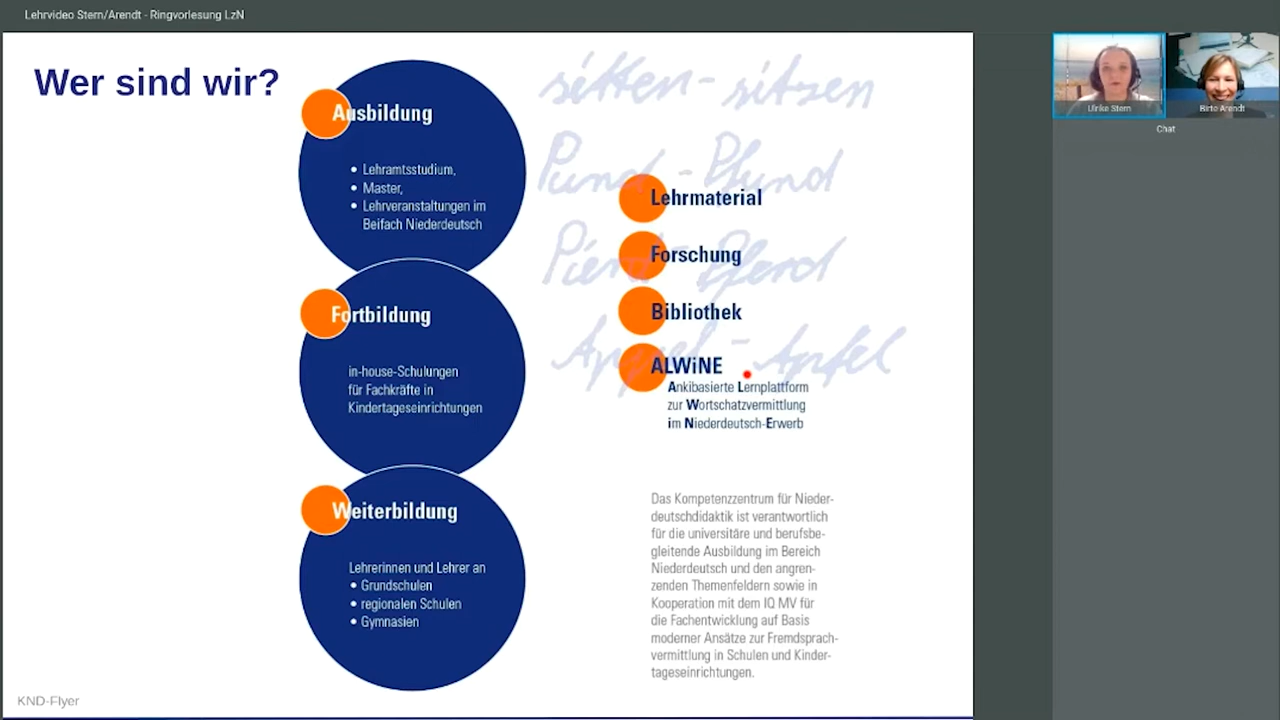 Lehrvideo Stern/Arendt - Ringvorlesung LzN
Wer sind wir?
Ausbildung
• Lehramtsstudium,
• Master,
• Lehrveranstaltungen im
Beifach Niederdeutsch
Fortbildung
in-house-Schulungen
für Fachkräfte in
Kindertageseinrichtungen
Weiterbildung
Lehrerinnen und Lehrer an
• Grundschulen
• regionalen Schulen
• Gymnasien
sitten - sitzen
Pund - Pfund
Pierd - Pferd
Appel - Apfel
Lehrmaterial
Forschung
Bibliothek
ALWiNE
Ankibasierte Lernplattform
zur Wortschatzvermittlung
im Niederdeutsch-Erwerb
Das Kompetenzzentrum für Nieder-
deutschdidaktik ist verantwortlich
für die universitäre und berufsbe-
gleitende Ausbildung im Bereich
Niederdeutsch und den angren-
zenden Themenfeldern sowie in
Kooperation mit dem IQ MV für
die Fachentwicklung auf Basis
moderner Ansätze zur Fremdsprach-
vermittlung in Schulen und Kinder-
tageseinrichtungen.
KND-Flyer
Ulrike Stern
Birte Arendt
Chat